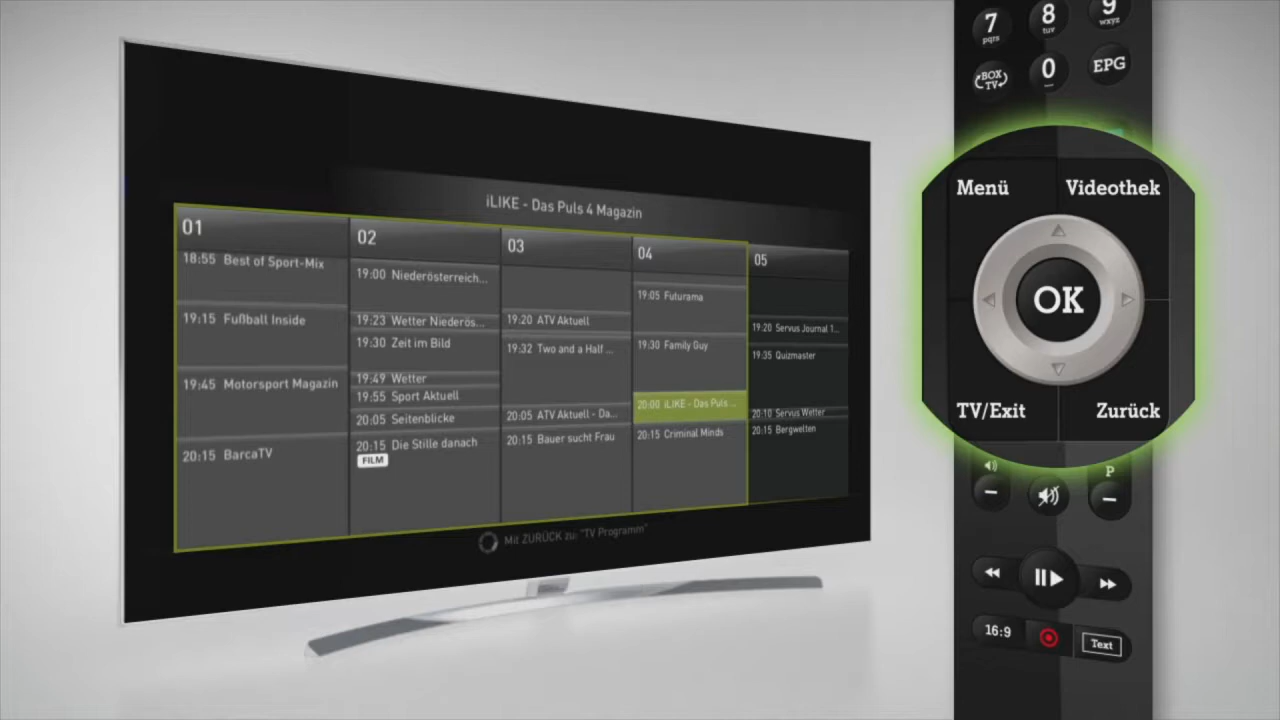 iLIKE - Das Puls 4 Magazin
01
18:55 Best of Sport-Mix
19:15 Fußball Inside
19:45 Motorsport Magazin
20:15 BarcaTV
02
19:00 Niederösterreich...
19:23 Wetter Niederös...
19:30 Zeit im Bild
19:49 Wetter
19:55 Sport Aktuell
20:05 Seitenblicke
20:15 Die Stille danach
FILM
03
19:20 ATV Aktuell
19:32 Two and a Half ...
20:05 ATV Aktuell - Da...
20:15 Bauer sucht Frau
04
19:05 Futurama
19:30 Family Guy
20:00 iLIKE - Das Puls ...
20:15 Criminal Minds
05
19:20 Servus Journal 1...
19:35 Quizmaster
20:10 Servus Wetter
20:15 Bergwelten
Mit ZURÜCK zu: "TV Programm"
7 8 9
pqrs tuv wxyz
BOX TV 0 EPG
Menü Videothek
OK
TV/Exit Zurück
P
16:9 Text